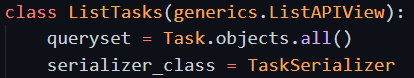 class ListTasks(generics.ListAPIView):
    queryset = Task.objects.all()
    serializer_class = TaskSerializer